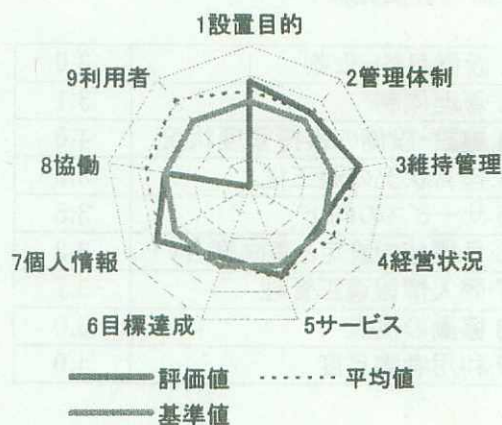 1設置目的
2管理体制
3維持管理
4経営状況
5サービス
6目標達成
7個人情報
8協働
9利用者
評価値
平均値
基準値